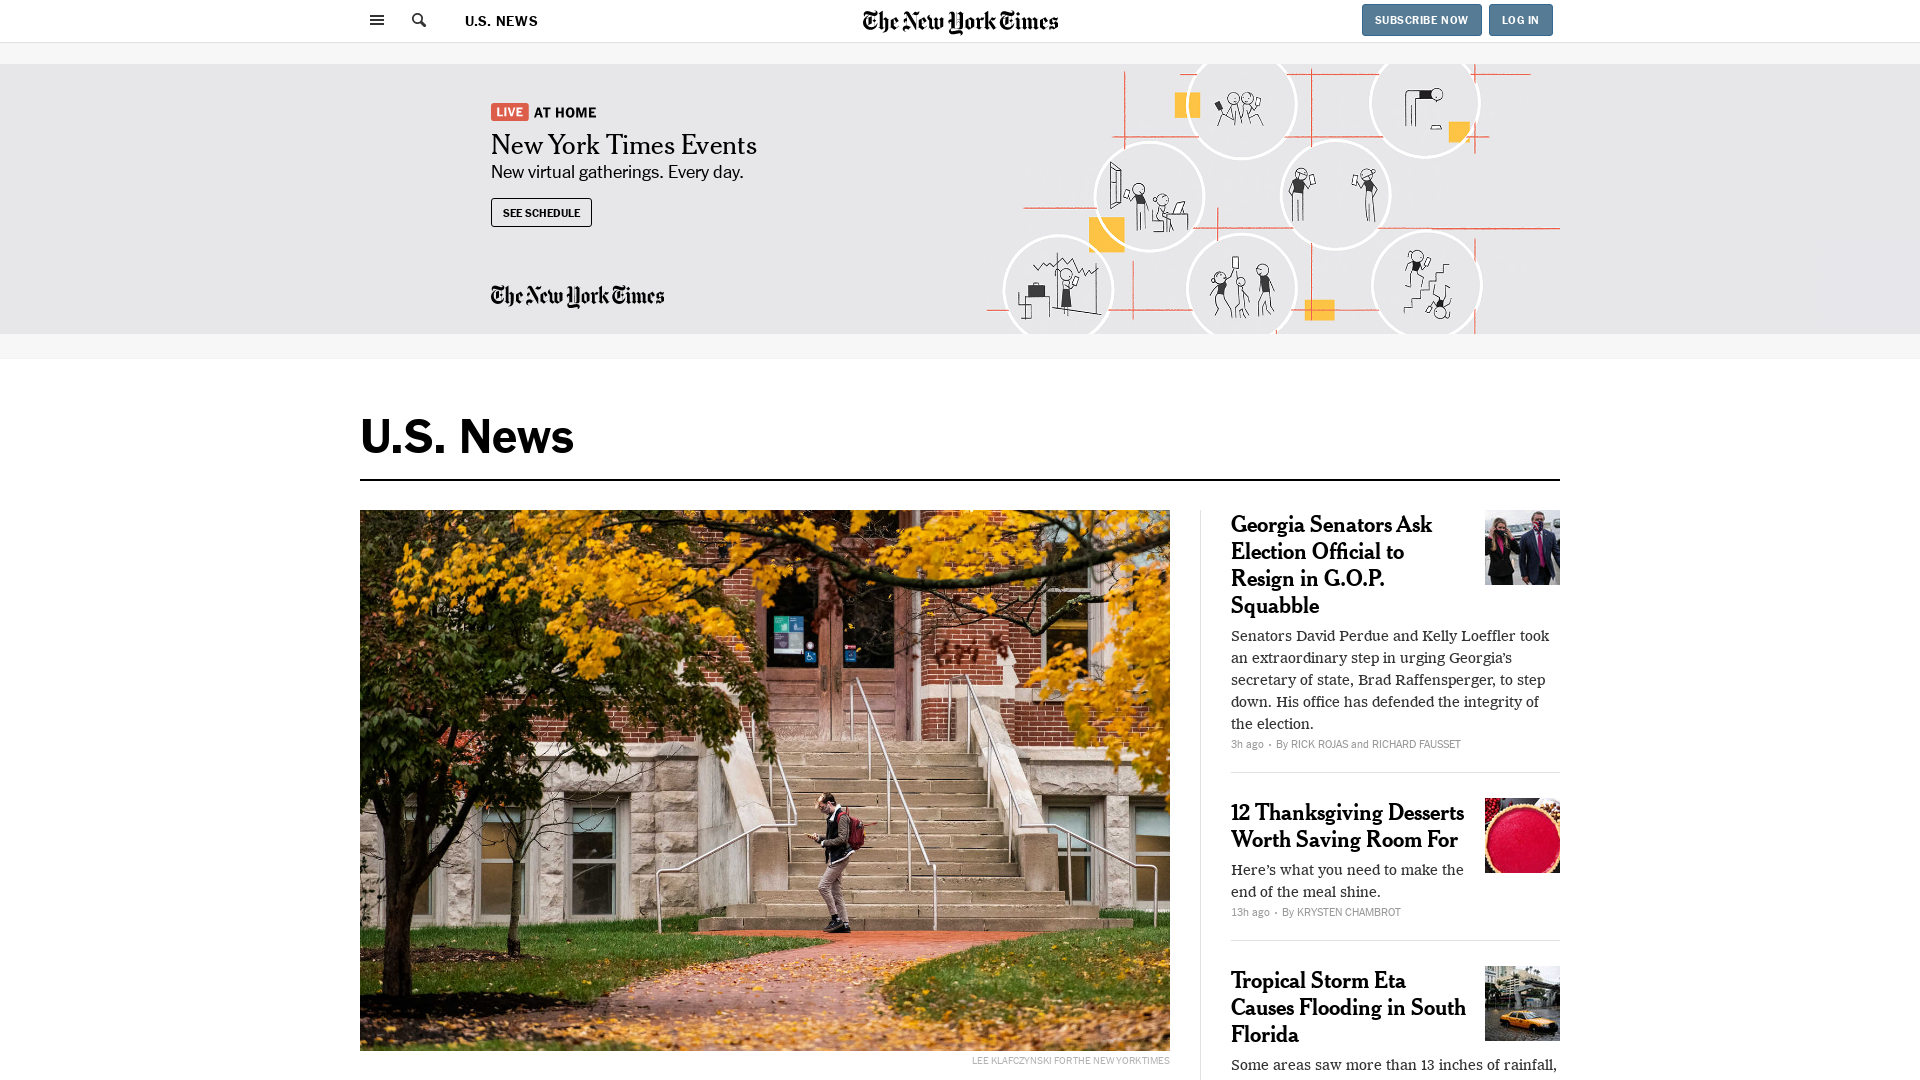 U.S. NEWS
The New York Times
SUBSCRIBE NOW
LOG IN
LIVE AT HOME
New York Times Events
New virtual gatherings. Every day.
SEE SCHEDULE
The New York Times
U.S. News
LEE KLAFCZYNSKI FOR THE NEW YORK TIMES
Georgia Senators Ask
Election Official to
Resign in G.O.P.
Squabble
Senators David Perdue and Kelly Loeffler took
an extraordinary step in urging Georgia’s
secretary of state, Brad Raffensperger, to step
down. His office has defended the integrity of
the election.
3h ago · By RICK ROJAS and RICHARD FAUSSET
12 Thanksgiving Desserts
Worth Saving Room For
Here’s what you need to make the
end of the meal shine.
13h ago · By KRYSTEN CHAMBROT
Tropical Storm Eta
Causes Flooding in South
Florida
Some areas saw more than 13 inches of rainfall,